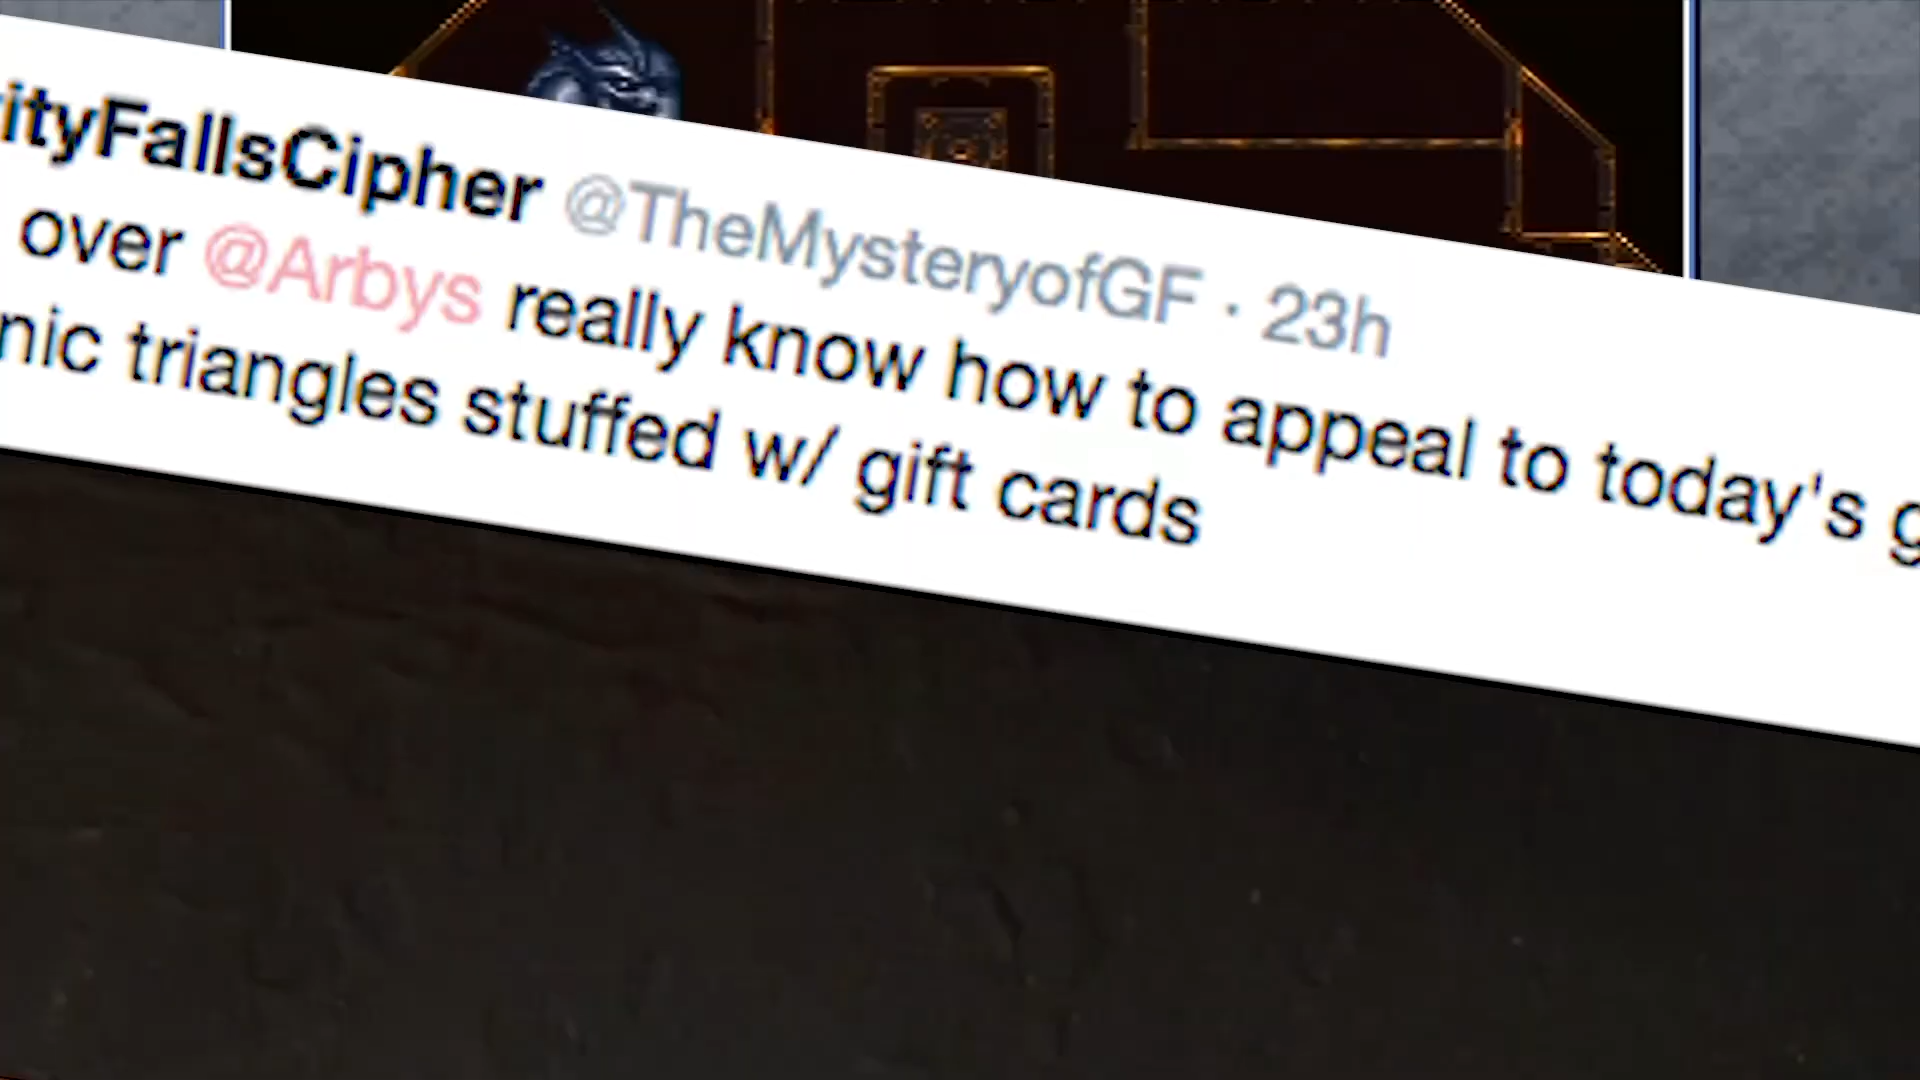 ityFallsCipher @TheMysteryofGF · 23h
over @Arbys really know how to appeal to today's g
nic triangles stuffed w/ gift cards